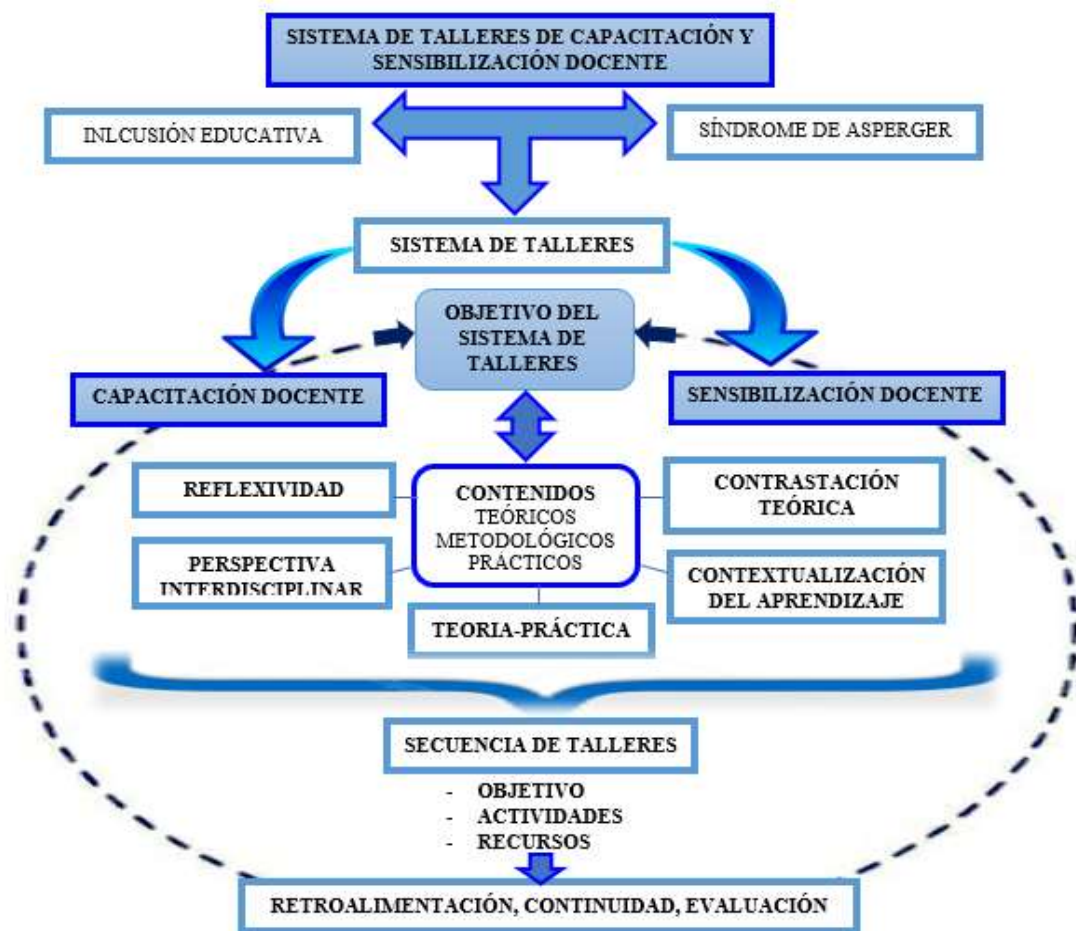 SISTEMA DE TALLERES DE CAPACITACIÓN Y
SENSIBILIZACIÓN DOCENTE
INLCUSIÓN EDUCATIVA
SÍNDROME DE ASPERGER
SISTEMA DE TALLERES
OBJETIVO DEL
SISTEMA DE
TALLERES
CAPACITACIÓN DOCENTE
SENSIBILIZACIÓN DOCENTE
REFLEXIVIDAD
CONTENIDOS
TEÓRICOS
METODOLÓGICOS
PRÁCTICOS
CONTRASTACIÓN
TEÓRICA
PERSPECTIVA
INTERDISCIPLINAR
CONTEXTUALIZACIÓN
DEL APRENDIZAJE
TEORIA-PRÁCTICA
SECUENCIA DE TALLERES
- OBJETIVO
- ACTIVIDADES
- RECURSOS
RETROALIMENTACIÓN, CONTINUIDAD, EVALUACIÓN